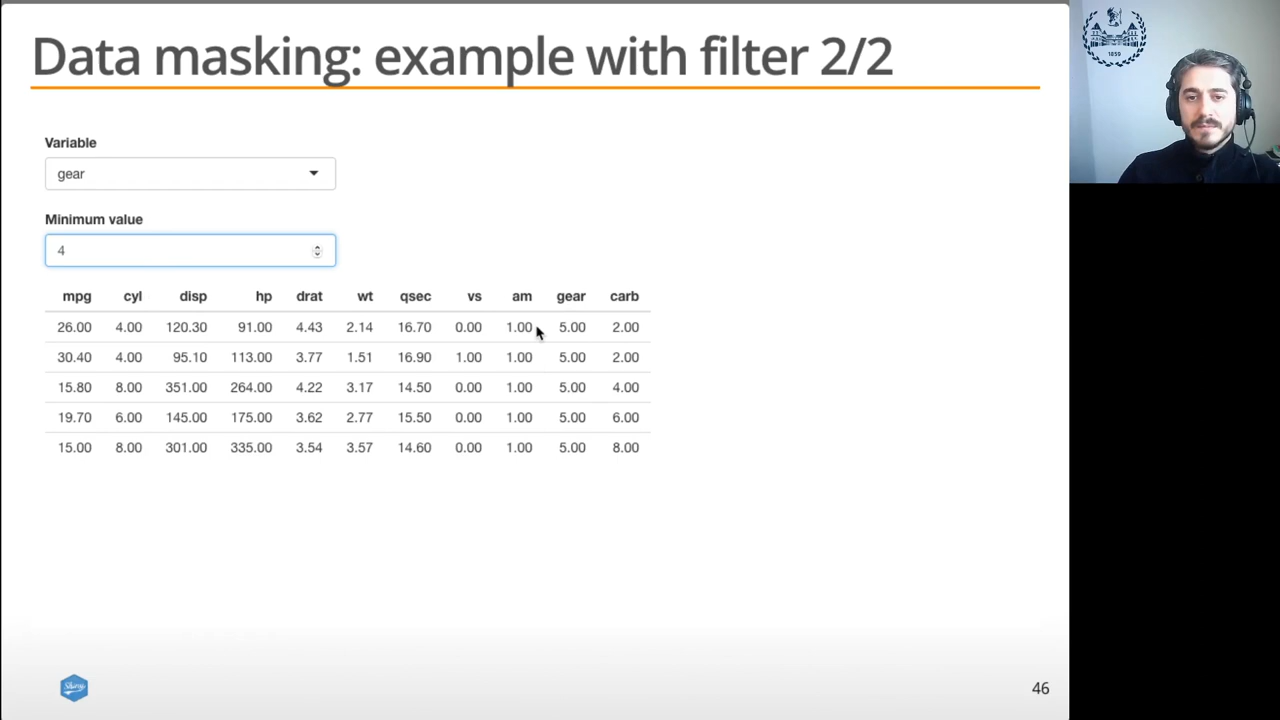 Data masking: example with filter 2/2
1859
Variable
gear
Minimum value
4
mpg cyl disp hp drat wt qsec vs am gear carb
26.00 4.00 120.30 91.00 4.43 2.14 16.70 0.00 1.00 5.00 2.00
30.40 4.00 95.10 113.00 3.77 1.51 16.90 1.00 1.00 5.00 2.00
15.80 8.00 351.00 264.00 4.22 3.17 14.50 0.00 1.00 5.00 4.00
19.70 6.00 145.00 175.00 3.62 2.77 15.50 0.00 1.00 5.00 6.00
15.00 8.00 301.00 335.00 3.54 3.57 14.60 0.00 1.00 5.00 8.00
Shiny
46